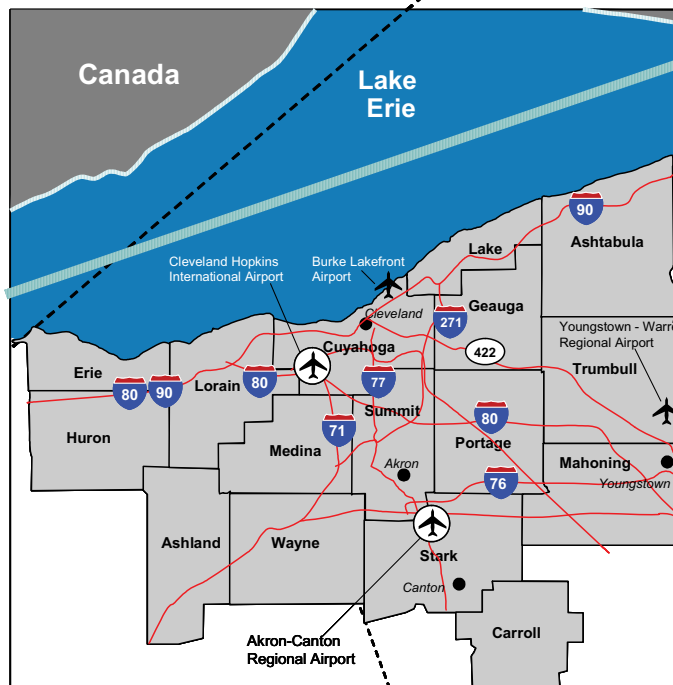 Canada
Lake
Erie
90
Lake
Ashtabula
Cleveland Hopkins
International Airport
Burke Lakefront
Airport
Geauga
Cleveland
271
Youngstown - Warre
Regional Airport
Cuyahoga
422
Erie
Lorain
80
77
Trumbull
80
90
Summit
Huron
71
80
Medina
Portage
Akron
Mahoning
76
Youngstown
Ashland
Wayne
Stark
Canton
Akron-Canton
Regional Airport
Carroll